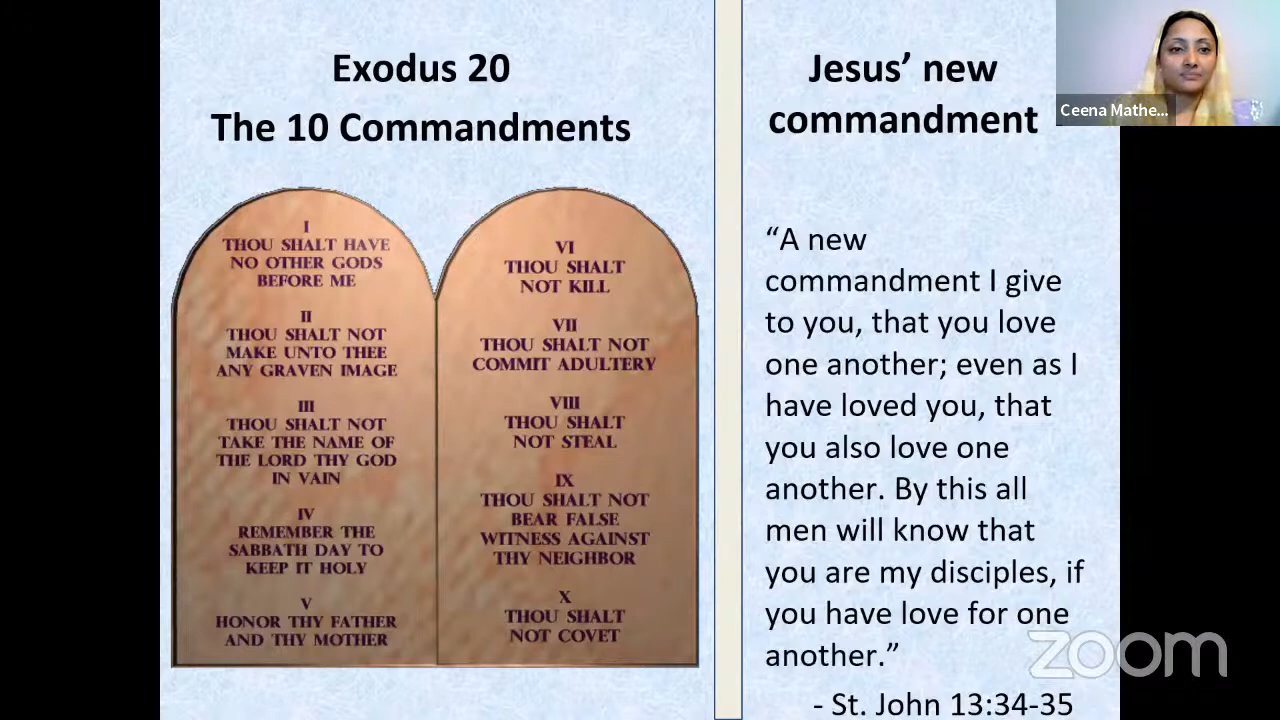 Exodus 20
The 10 Commandments
I
THOU SHALT HAVE
NO OTHER GODS
BEFORE ME
II
THOU SHALT NOT
MAKE UNTO THEE
ANY GRAVEN IMAGE
III
THOU SHALT NOT
TAKE THE NAME OF
THE LORD THY GOD
IN VAIN
IV
REMEMBER THE
SABBATH DAY TO
KEEP IT HOLY
V
HONOR THY FATHER
AND THY MOTHER
VI
THOU SHALT
NOT KILL
VII
THOU SHALT NOT
COMMIT ADULTERY
VIII
THOU SHALT
NOT STEAL
IX
THOU SHALT NOT
BEAR FALSE
WITNESS AGAINST
THY NEIGHBOR
X
THOU SHALT
NOT COVET
Jesus’ new
commandment
“A new
commandment I give
to you, that you love
one another; even as I
have loved you, that
you also love one
another. By this all
men will know that
you are my disciples, if
you have love for one
another.”
- St. John 13:34-35
Ceena Mathe...
zoom